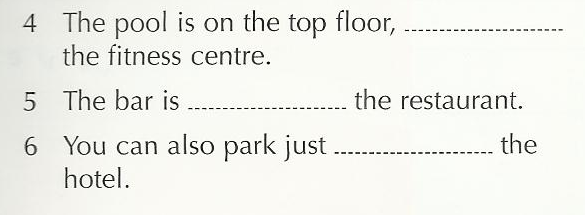 4 The pool is on the top floor, ........................
the fitness centre.
5 The bar is ........................ the restaurant.
6 You can also park just ........................ the
hotel.